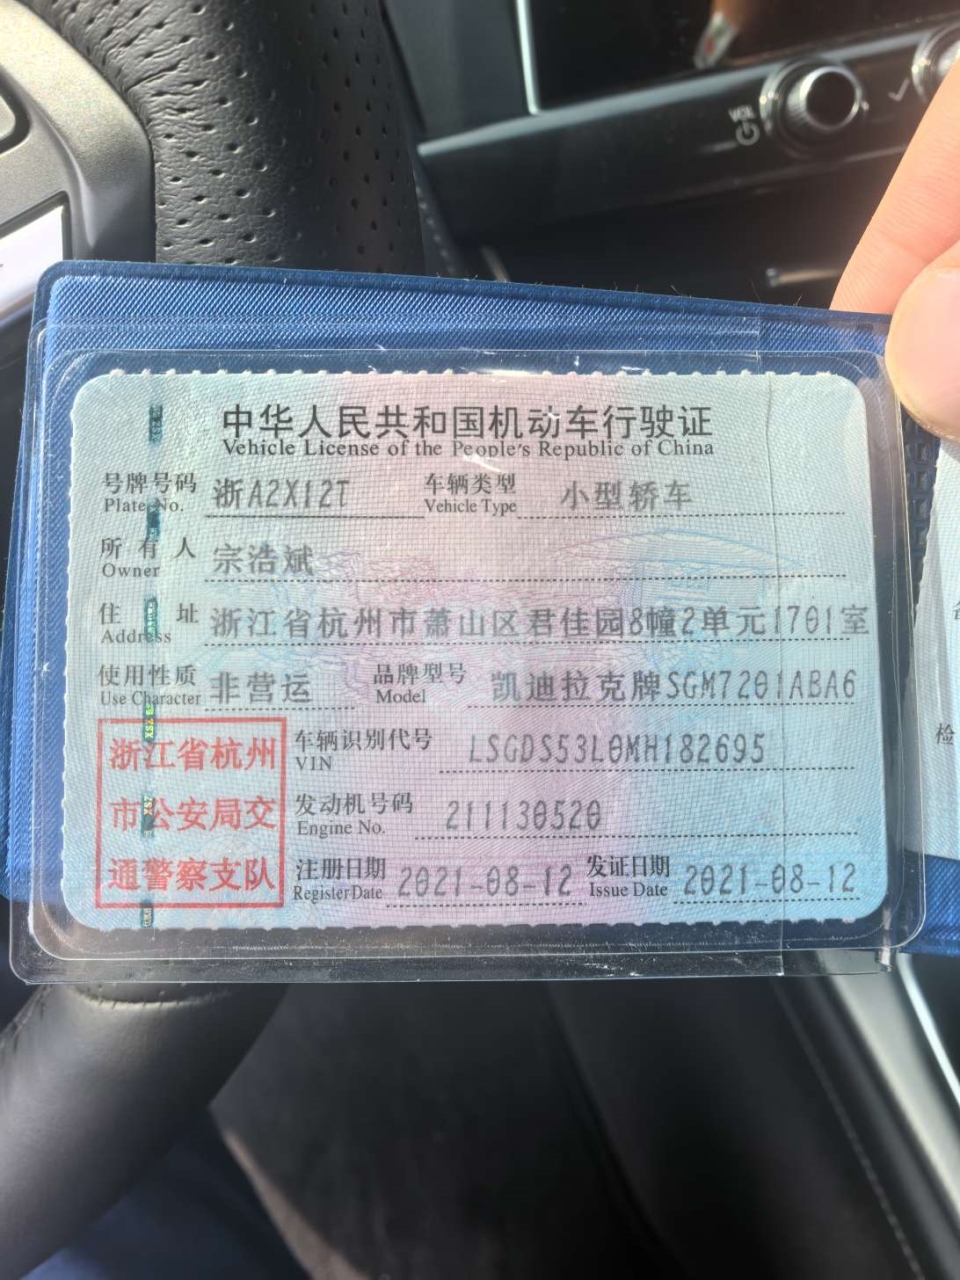 VOL
中华人民共和国机动车行驶证
Vehicle License of the People's Republic of China
号牌号码 浙A2X12T 车辆类型 小型轿车
Plate No. Vehicle Type
所有人 宗浩斌
Owner
住址 浙江省杭州市萧山区君佳园8幢2单元1701室
Address
使用性质 非营运 品牌型号 凯迪拉克牌SGM7201ABA6
Use Character Model
浙江省杭州
市公安局交
通警察支队
车辆识别代号 LSGDS53L0MH182695
VIN
发动机号码 211130520
Engine No.
注册日期 2021-08-12 发证日期 2021-08-12
Register Date Issue Date
检